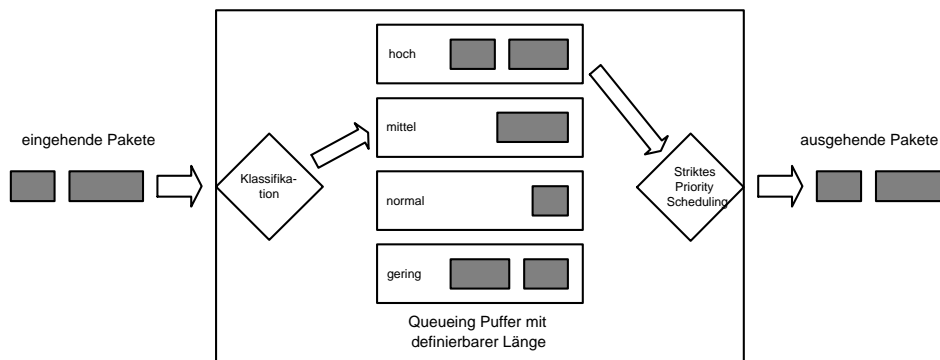 hoch
mittel
eingehende Pakete
ausgehende Pakete
Klassifika-
tion
Striktes
Priority
Scheduling
normal
gering
Queueing Puffer mit
definierbarer Länge